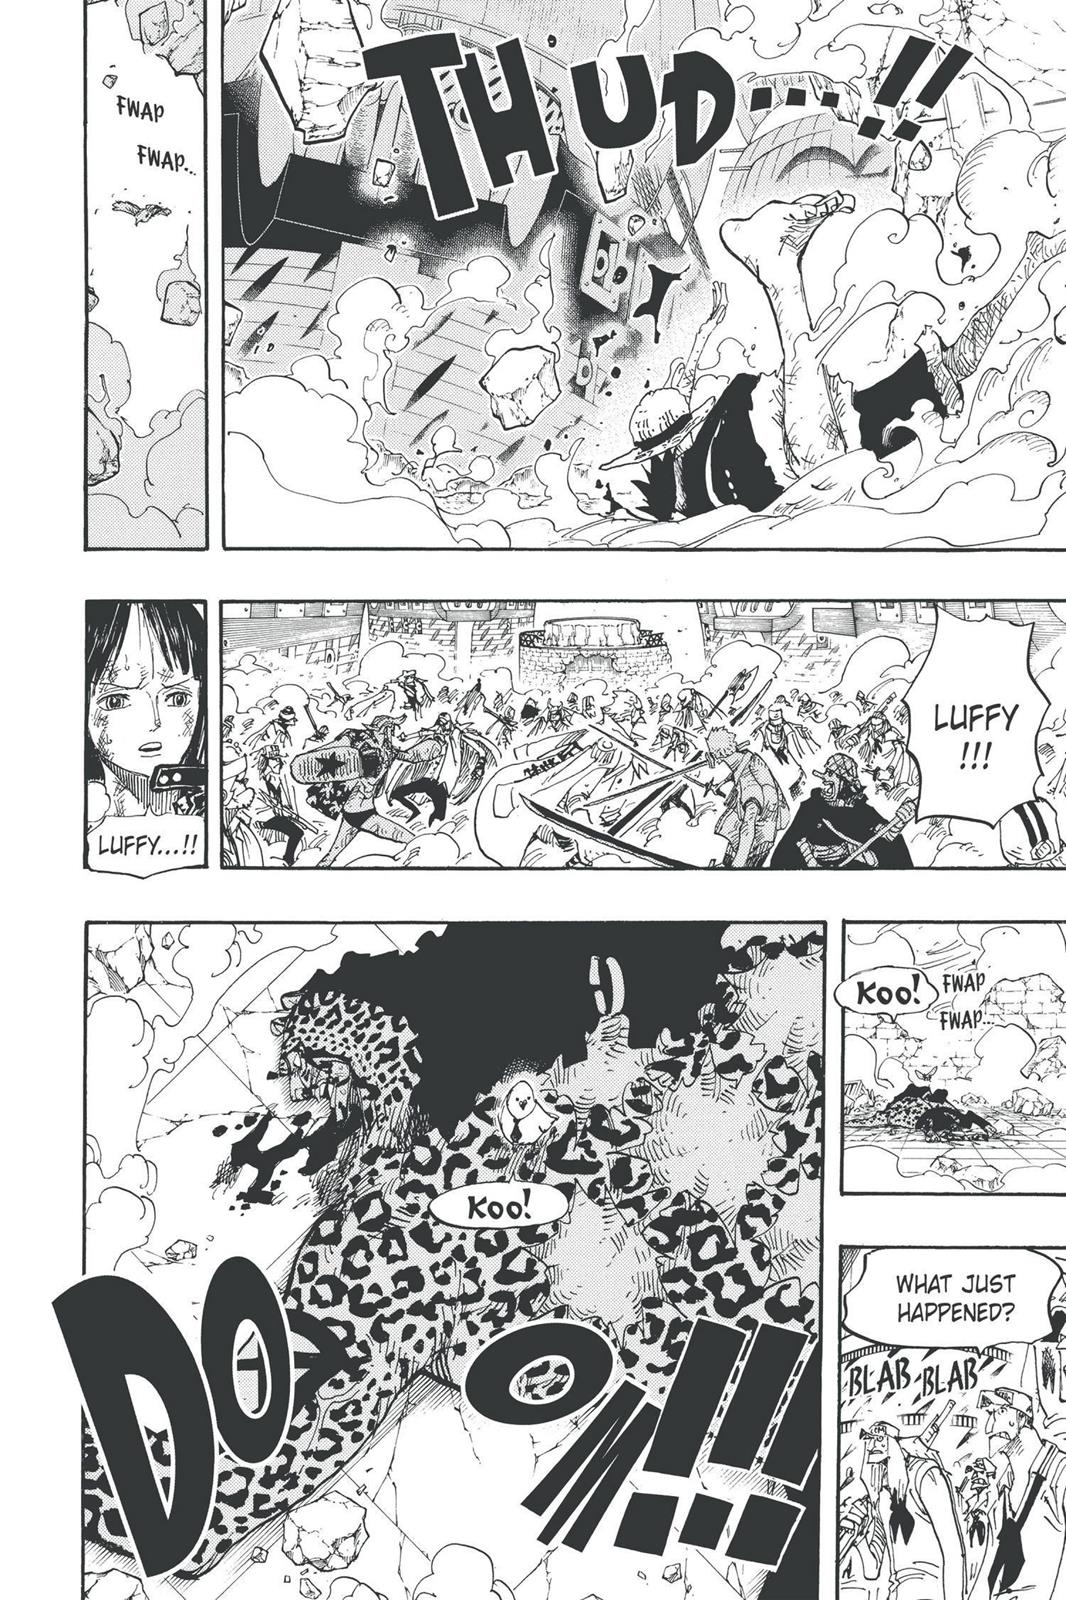 THUD...!!
FWAP
FWAP...
LUFFY
!!!
LUFFY...!!
KOO!
FWAP
FWAP...
WHAT JUST
HAPPENED?
BLAB BLAB
KOO!
DOOM!!!